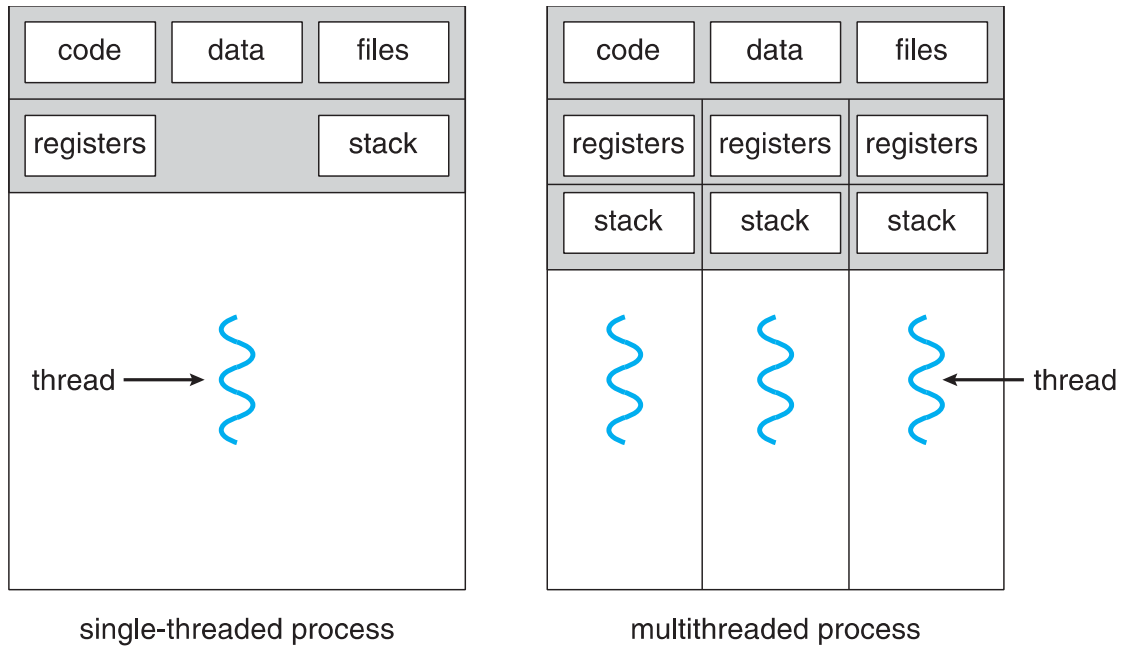 code data files code data files
registers stack registers registers registers
stack stack stack
thread thread
single-threaded process multithreaded process